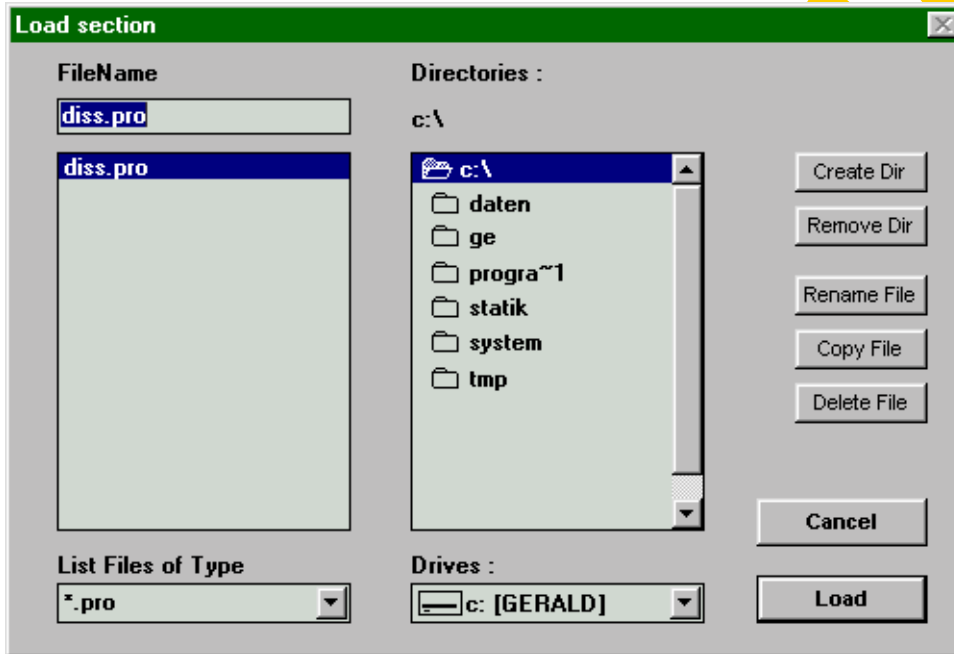 Load section
FileName
diss.pro
diss.pro
List Files of Type
*.pro
Directories :
c:\
c:\
daten
ge
progra~1
statik
system
tmp
Drives :
c: [GERALD]
Create Dir
Remove Dir
Rename File
Copy File
Delete File
Cancel
Load